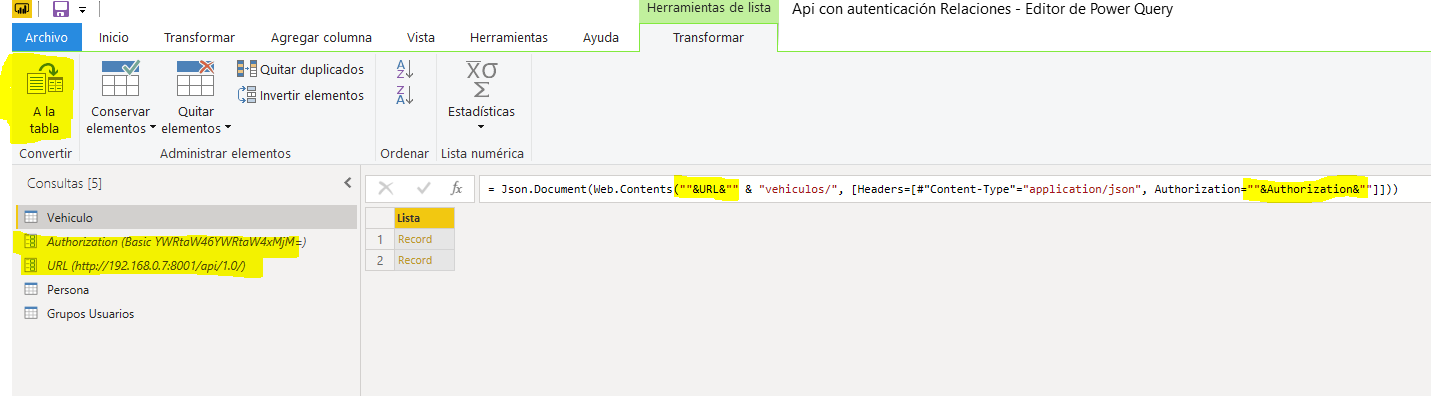 Herramientas de lista
Api con autenticación Relaciones - Editor de Power Query
Archivo
Inicio
Transformar
Agregar columna
Vista
Herramientas
Ayuda
Transformar
A la
tabla
Conservar
elementos
Quitar
elementos
Quitar duplicados
Invertir elementos
A
Z
Z
A
Estadísticas
Convertir
Administrar elementos
Ordenar
Lista numérica
Consultas [5]
= Json.Document(Web.Contents(""&URL&"" & "vehiculos/", [Headers=[#"Content-Type"="application/json", Authorization=""&Authorization&""]]))
Vehiculo
Authorization (Basic YWRtaW46YWRtaW4xMjM=)
URL (http://192.168.0.7:8001/api/1.0/)
Persona
Grupos Usuarios
Lista
1 Record
2 Record